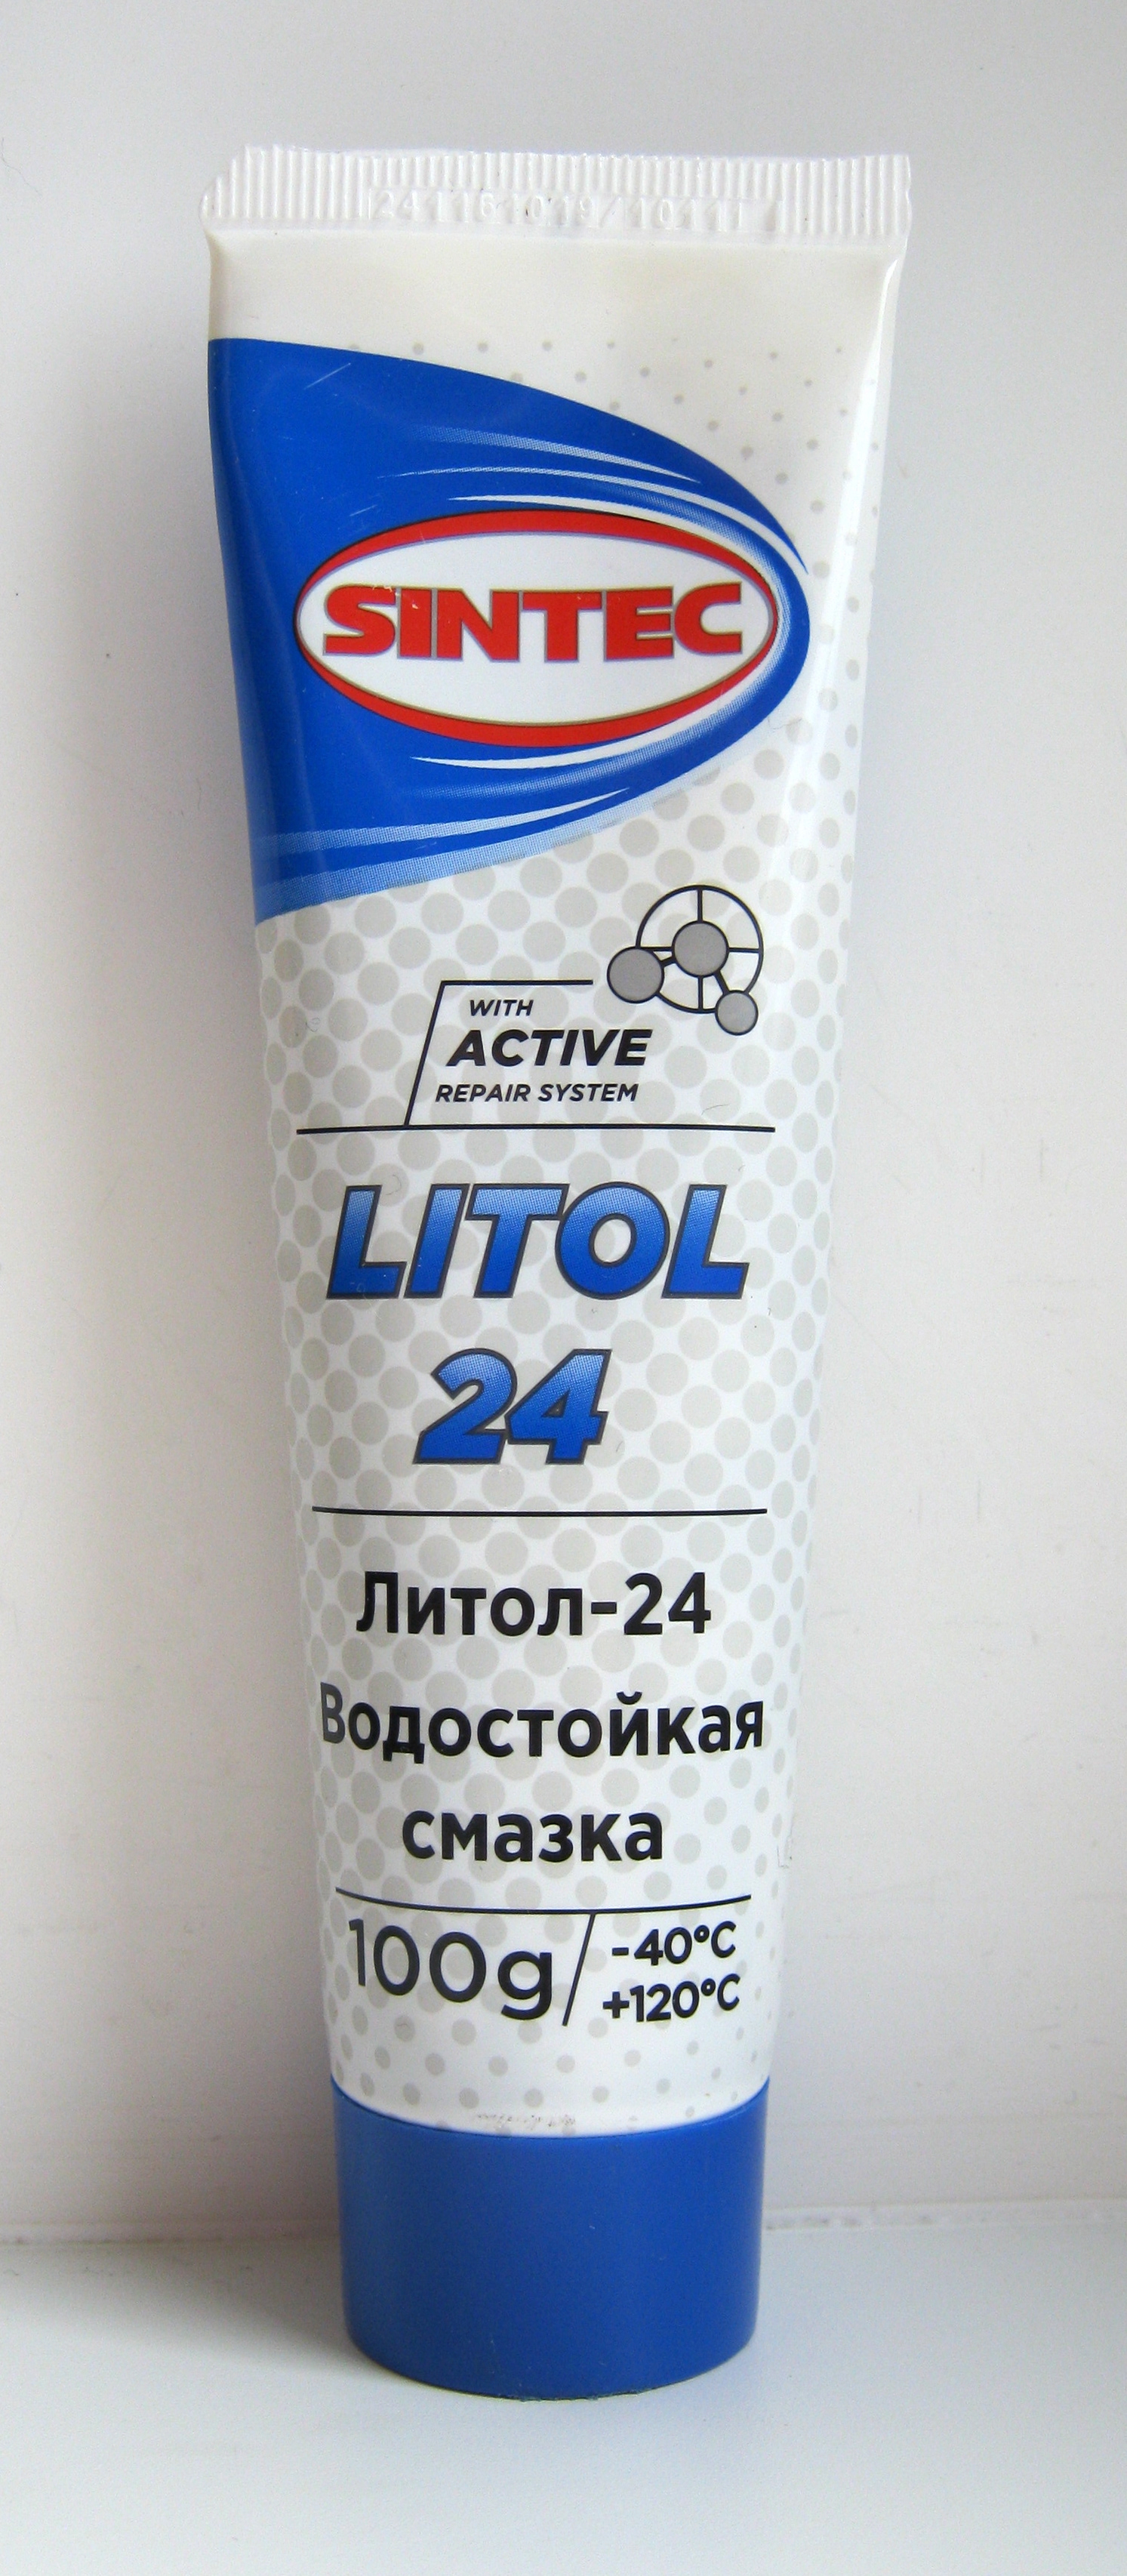 SINTEC
WITH
ACTIVE
REPAIR SYSTEM
LITOL
24
Литол-24
Водостойкая
смазка
100g
-40°C
+120°C